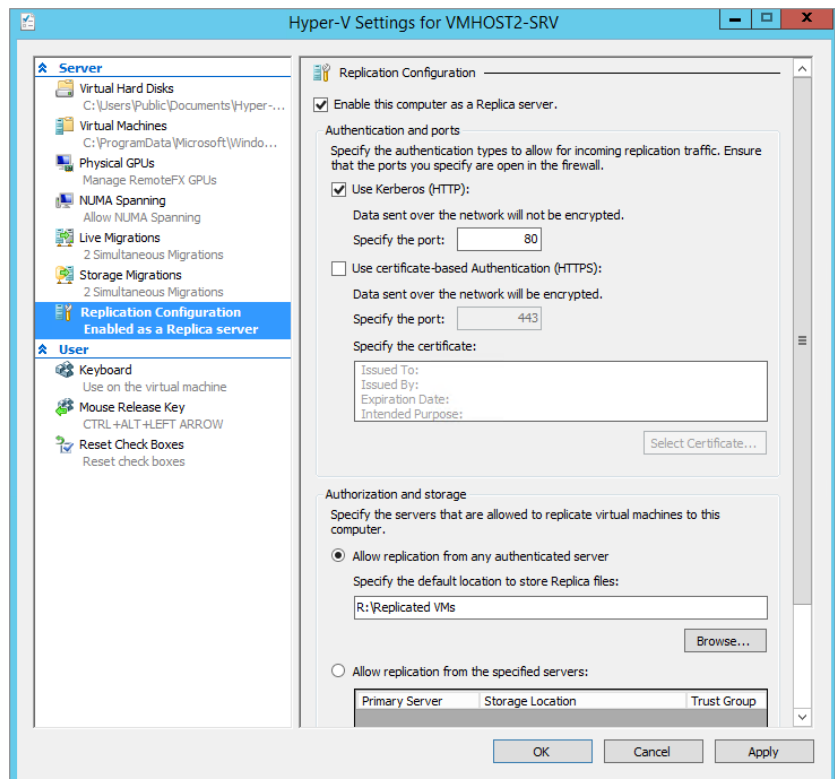 Hyper-V Settings for VMHOST2-SRV
Server
Virtual Hard Disks
C:\Users\Public\Documents\Hyper-...
Virtual Machines
C:\ProgramData\Microsoft\Windo...
Physical GPUs
Manage RemoteFX GPUs
NUMA Spanning
Allow NUMA Spanning
Live Migrations
2 Simultaneous Migrations
Storage Migrations
2 Simultaneous Migrations
Replication Configuration
Enabled as a Replica server
User
Keyboard
Use on the virtual machine
Mouse Release Key
CTRL+ALT+LEFT ARROW
Reset Check Boxes
Reset check boxes
Replication Configuration
Enable this computer as a Replica server.
Authentication and ports
Specify the authentication types to allow for incoming replication traffic. Ensure
that the ports you specify are open in the firewall.
Use Kerberos (HTTP):
Data sent over the network will not be encrypted.
Specify the port: 80
Use certificate-based Authentication (HTTPS):
Data sent over the network will be encrypted.
Specify the port: 443
Specify the certificate:
Issued To:
Issued By:
Expiration Date:
Intended Purpose:
Select Certificate...
Authorization and storage
Specify the servers that are allowed to replicate virtual machines to this
computer.
Allow replication from any authenticated server
Specify the default location to store Replica files:
R:\Replicated VMs
Browse...
Allow replication from the specified servers:
Primary Server Storage Location Trust Group
OK Cancel Apply